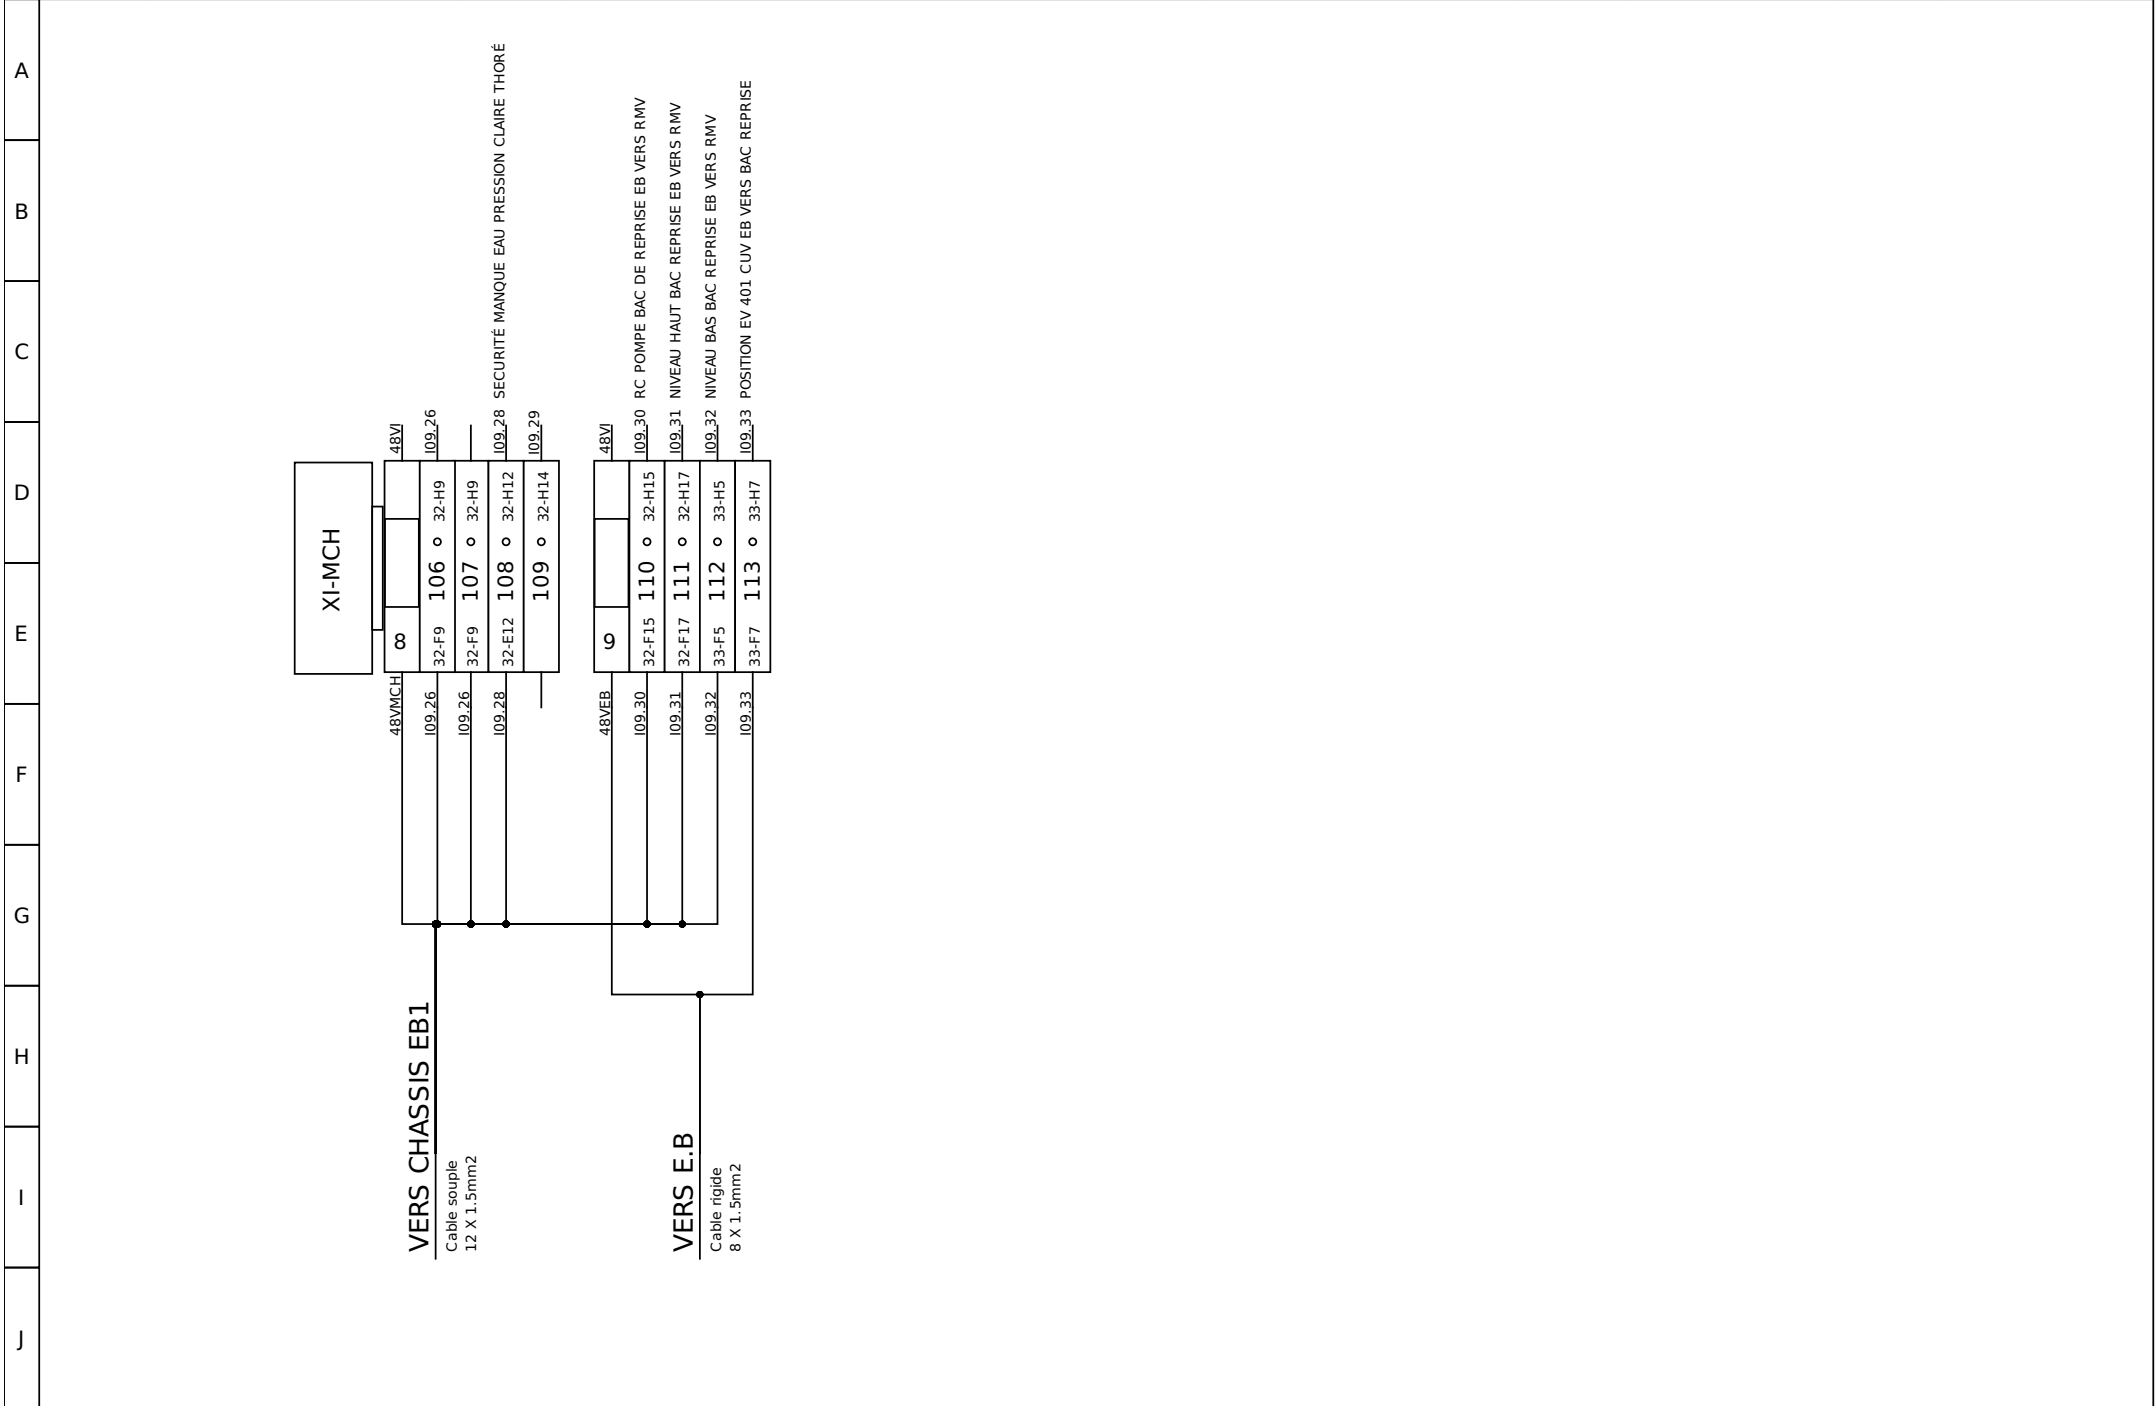 A
B
C
D
E
F
G
H
I
J
XI-MCH
8
48VI
48VMCH
I09.26
32-H9
106
32-F9
I09.26
32-H9
107
32-F9
I09.26
I09.28 SECURITÉ MANQUE EAU PRESSION CLAIRE THORÉ
32-H12
108
32-E12
I09.28
I09.29
32-H14
109
48VI
9
48VEB
I09.30 RC POMPE BAC DE REPRISE EB VERS RMV
32-H15
110
32-F15
I09.30
I09.31 NIVEAU HAUT BAC REPRISE EB VERS RMV
32-H17
111
32-F17
I09.31
I09.32 NIVEAU BAS BAC REPRISE EB VERS RMV
33-H5
112
33-F5
I09.32
I09.33 POSITION EV 401 CUV EB VERS BAC REPRISE
33-H7
113
33-F7
I09.33
VERS CHASSIS EB1
Cable souple
12 X 1.5mm2
VERS E.B
Cable rigide
8 X 1.5mm2